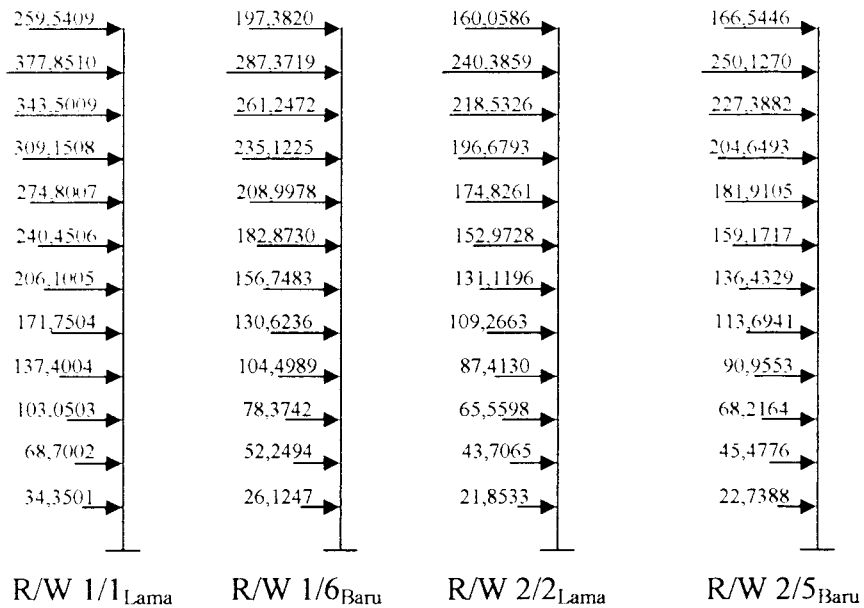 259,5409 197,3820 160,0586 166,5446
377,8510 287,3719 240,3859 250,1270
343,5009 261,2472 218,5326 227,3882
309,1508 235,1225 196,6793 204,6493
274,8007 208,9978 174,8261 181,9105
240,4506 182,8730 152,9728 159,1717
206,1005 156,7483 131,1196 136,4329
171,7504 130,6236 109,2663 113,6941
137,4004 104,4989 87,4130 90,9553
103,0503 78,3742 65,5598 68,2164
68,7002 52,2494 43,7065 45,4776
34,3501 26,1247 21,8533 22,7388
R/W 1/1Lama R/W 1/6Baru R/W 2/2Lama R/W 2/5Baru